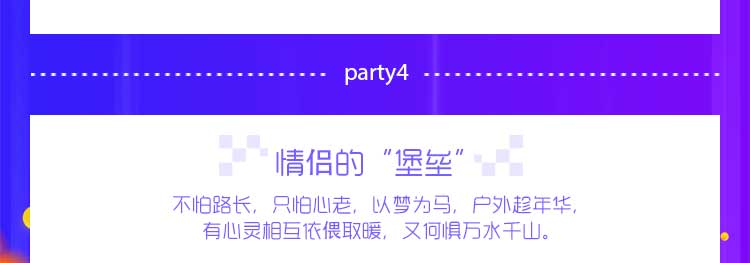 party4
情侣的“堡垒”
不怕路长，只怕心老，以梦为马，户外趁年华，
有心灵相互依偎取暖，又何惧万水千山。